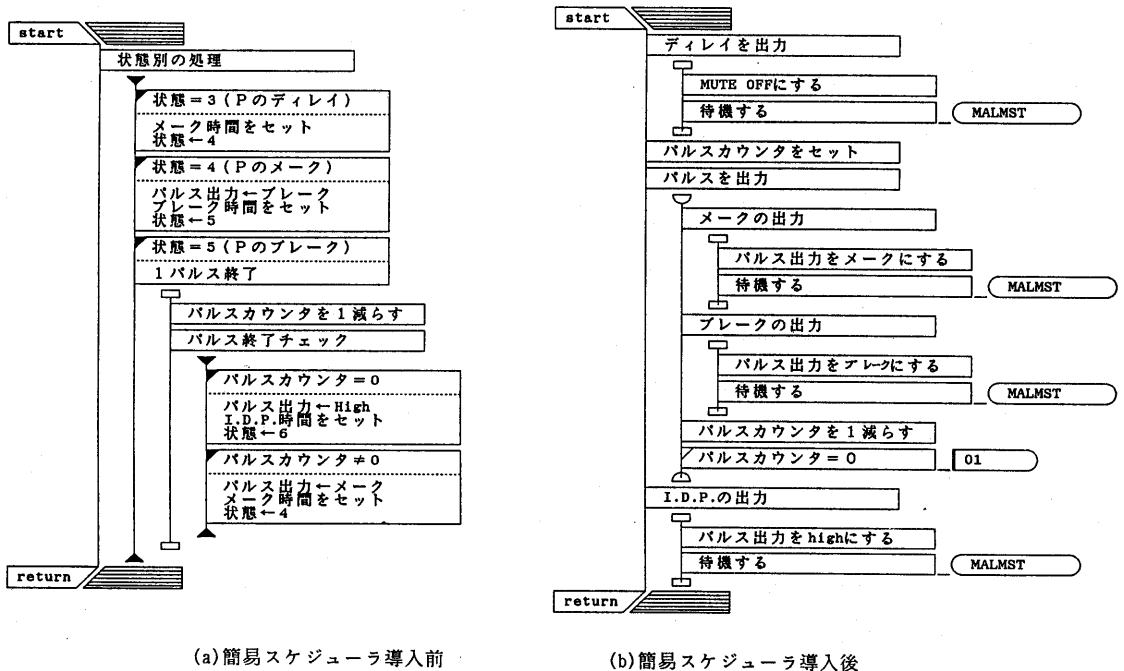 start
状態別の処理
状態=3(Pのディレイ)
メーク時間をセット
状態←4
状態=4(Pのメーク)
パルス出力←ブレーク
ブレーク時間をセット
状態←5
状態=5(Pのブレーク)
1パルス終了
パルスカウンタを1減らす
パルス終了チェック
パルスカウンタ=0
パルス出力←High
I.D.P.時間をセット
状態←6
パルスカウンタ≠0
パルス出力←メーク
メーク時間をセット
状態←4
return
(a)簡易スケジューラ導入前
start
ディレイを出力
MUTE OFFにする
待機する
MALMST
パルスカウンタをセット
パルスを出力
メークの出力
パルス出力をメークにする
待機する
MALMST
ブレークの出力
パルス出力をブレークにする
待機する
MALMST
パルスカウンタを1減らす
パルスカウンタ=0
01
I.D.P.の出力
パルス出力をhighにする
待機する
MALMST
return
(b)簡易スケジューラ導入後